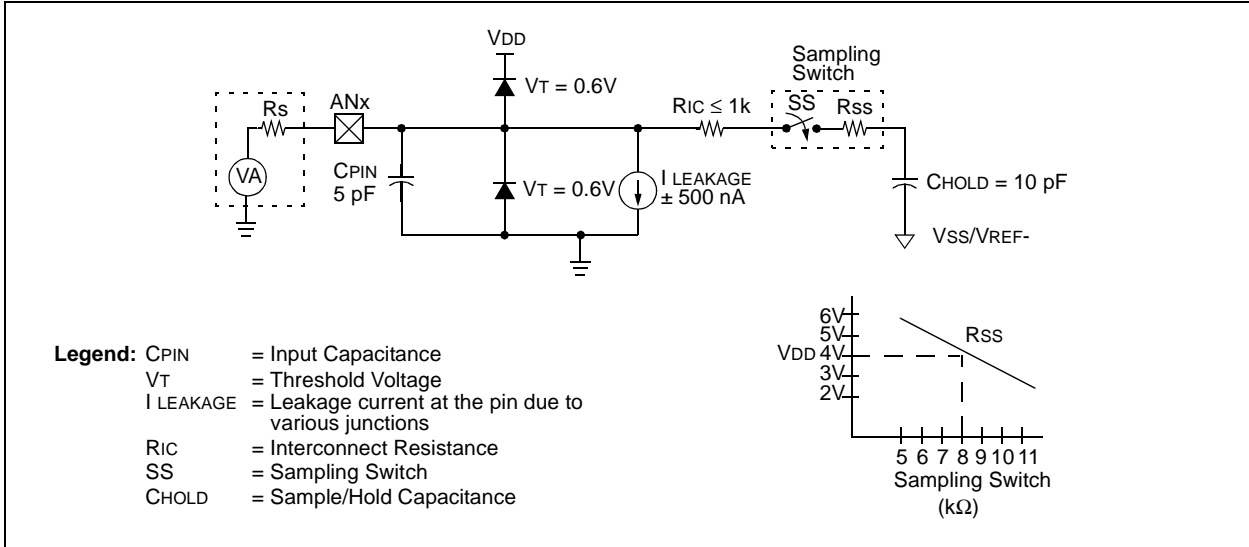 VDD
Sampling
Switch
VT = 0.6V
Rs
ANx
RIC ≤ 1k
SS
RSS
VA
CPIN
5 pF
VT = 0.6V
I LEAKAGE
± 500 nA
CHOLD = 10 pF
VSS/VREF-
Legend: CPIN = Input Capacitance
VT = Threshold Voltage
I LEAKAGE = Leakage current at the pin due to
various junctions
RIC = Interconnect Resistance
SS = Sampling Switch
CHOLD = Sample/Hold Capacitance
6V
5V
VDD 4V
3V
2V
RSS
5 6 7 8 9 10 11
Sampling Switch
(kΩ)